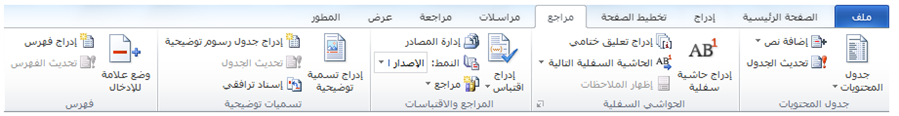 ملف
الصفحة الرئيسية
إدراج
تخطيط الصفحة
مراجع
مراسلات
مراجعة
عرض
المطور
جدول
المحتويات
إضافة نص
تحديث الجدول
جدول المحتويات
إدراج حاشية
سفلية
AB1
إدراج تعليق ختامي
الحاشية السفلية التالية
إظهار الملاحظات
الحواشي السفلية
إدراج
اقتباس
إدارة المصادر
النمط: الإصدار ا
مراجع
المراجع والاقتباسات
إدراج تسمية
توضيحية
إدراج جدول رسوم توضيحية
تحديث الجدول
إسناد ترافقي
تسميات توضيحية
وضع علامة
للإدخال
إدراج فهرس
تحديث الفهرس
فهرس